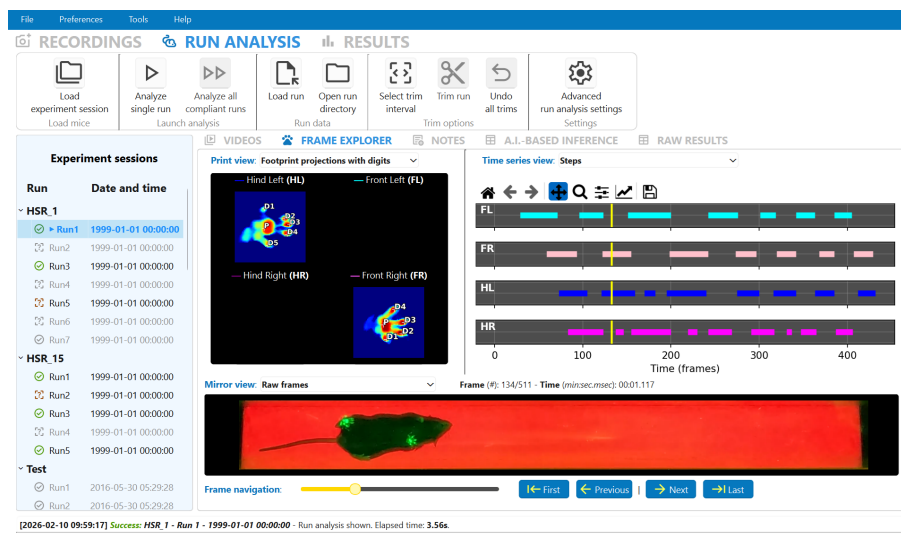 File Preferences Tools Help
RECORDINGS RUN ANALYSIS RESULTS
Load experiment session
Load mice
Analyze single run
Analyze all compliant runs
Launch analysis
Load run
Open run directory
Run data
Select trim interval
Trim run
Undo all trims
Trim options
Advanced run analysis settings
Settings
VIDEOS FRAME EXPLORER NOTES A.I.-BASED INFERENCE RAW RESULTS
Experiment sessions
Run Date and time
HSR_1
Run1 1999-01-01 00:00:00
Run2 1999-01-01 00:00:00
Run3 1999-01-01 00:00:00
Run4 1999-01-01 00:00:00
Run5 1999-01-01 00:00:00
Run6 1999-01-01 00:00:00
Run7 1999-01-01 00:00:00
HSR_15
Run1 1999-01-01 00:00:00
Run2 1999-01-01 00:00:00
Run3 1999-01-01 00:00:00
Run4 1999-01-01 00:00:00
Run5 1999-01-01 00:00:00
Test
Run1 2016-05-30 05:29:28
Run2 2016-05-30 05:29:28
Print view: Footprint projections with digits
Hind Left (HL) Front Left (FL)
D1
D2
D3
P
D4
D5
Hind Right (HR) Front Right (FR)
D4
D3
P
D2
D1
Time series view: Steps
FL
FR
HL
HR
0 100 200 300 400
Time (frames)
Mirror view: Raw frames
Frame (#): 134/511 - Time (min:sec.msec): 00:01.117
Frame navigation:
First Previous | Next Last
[2026-02-10 09:59:17] Success: HSR_1 - Run 1 - 1999-01-01 00:00:00 - Run analysis shown. Elapsed time: 3.56s.